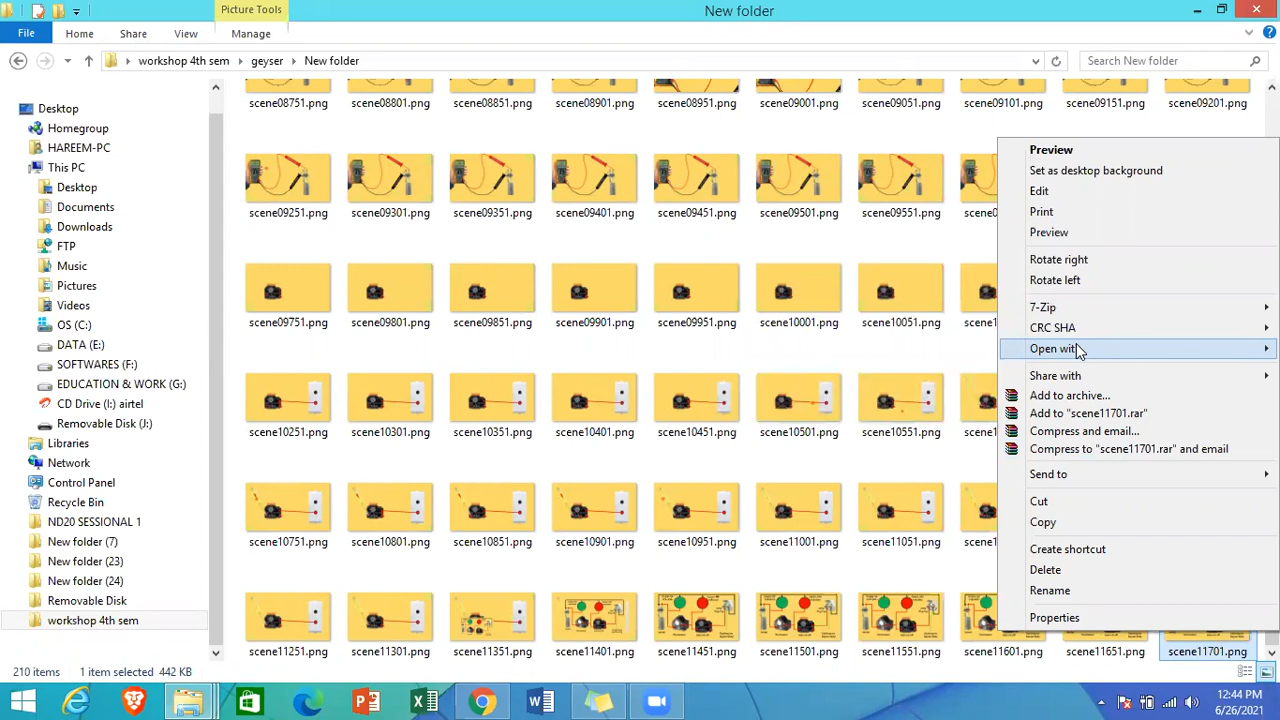 Picture Tools
New folder
File
Home
Share
View
Manage
workshop 4th sem
geyser
New folder
Search New folder
Desktop
Homegroup
HAREEM-PC
This PC
Desktop
Documents
Downloads
FTP
Music
Pictures
Videos
OS (C:)
DATA (E:)
SOFTWARES (F:)
EDUCATION & WORK (G:)
CD Drive (I:) airtel
Removable Disk (J:)
Libraries
Network
Control Panel
Recycle Bin
ND20 SESSIONAL 1
New folder (7)
New folder (23)
New folder (24)
Removable Disk
workshop 4th sem
scene08751.png scene08801.png scene08851.png scene08901.png scene08951.png scene09001.png scene09051.png scene09101.png scene09151.png scene09201.png
scene09251.png scene09301.png scene09351.png scene09401.png scene09451.png scene09501.png scene09551.png scen
scene09751.png scene09801.png scene09851.png scene09901.png scene09951.png scene10001.png scene10051.png scen
scene10251.png scene10301.png scene10351.png scene10401.png scene10451.png scene10501.png scene10551.png scen
scene10751.png scene10801.png scene10851.png scene10901.png scene10951.png scene11001.png scene11051.png scen
scene11251.png scene11301.png scene11351.png scene11401.png scene11451.png scene11501.png scene11551.png scene11601.png scene11651.png scene11701.png
Preview
Set as desktop background
Edit
Print
Preview
Rotate right
Rotate left
7-Zip
CRC SHA
Open with
Share with
Add to archive...
Add to "scene11701.rar"
Compress and email...
Compress to "scene11701.rar" and email
Send to
Cut
Copy
Create shortcut
Delete
Rename
Properties
210 items
1 item selected 442 KB
12:44 PM
6/26/2021